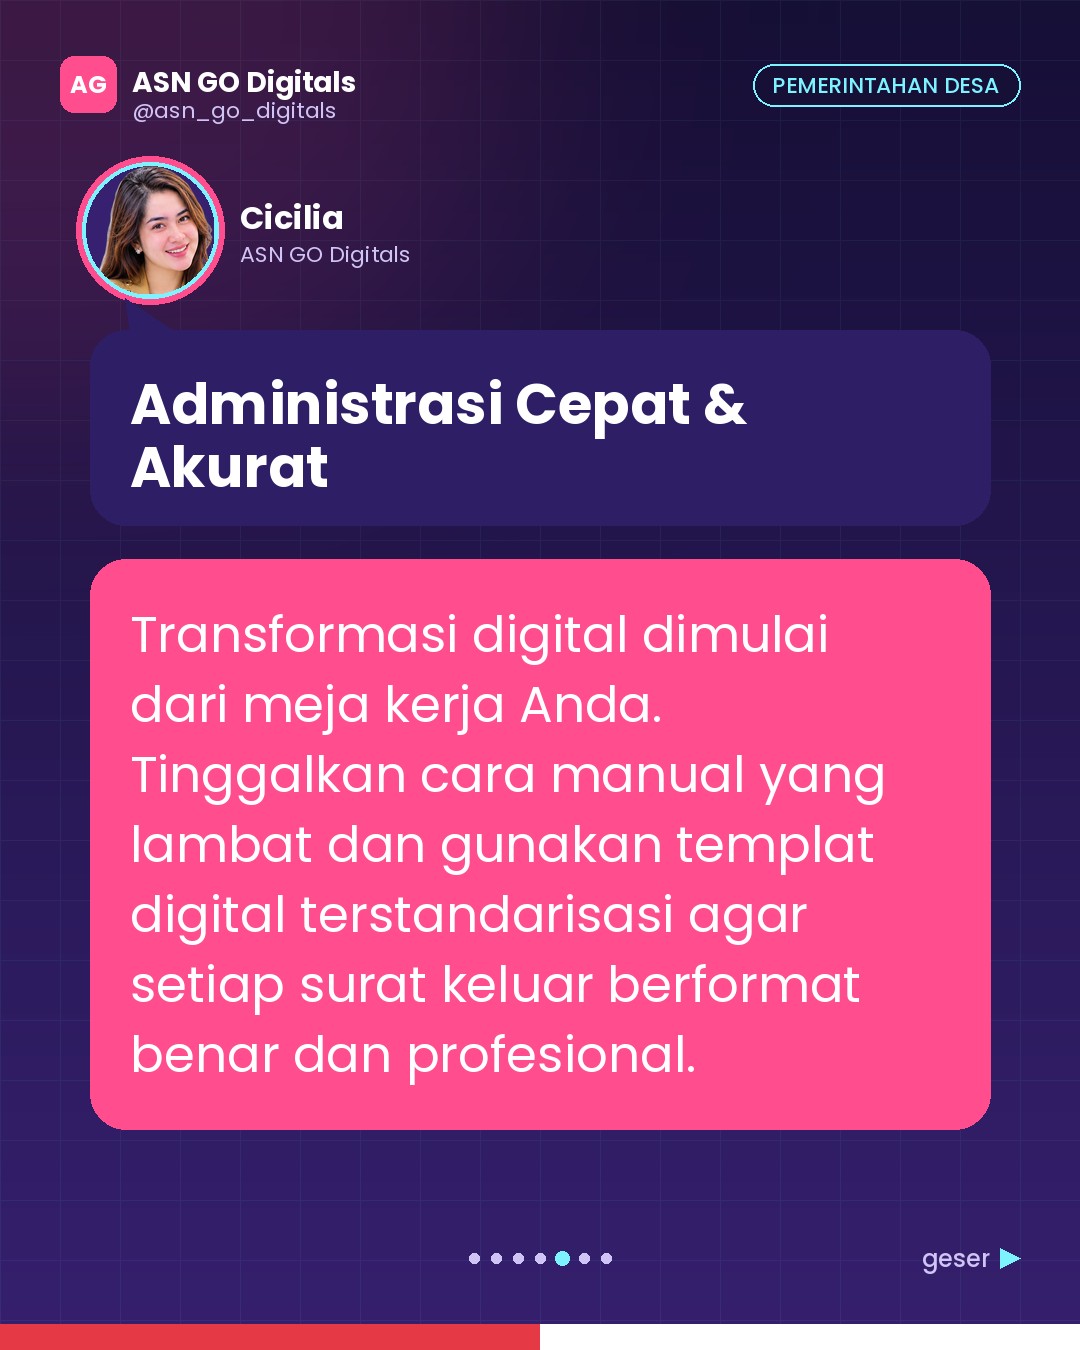 AG
ASN GO Digitals
@asn_go_digitals
PEMERINTAHAN DESA
Cicilia
ASN GO Digitals
Administrasi Cepat &
Akurat
Transformasi digital dimulai
dari meja kerja Anda.
Tinggalkan cara manual yang
lambat dan gunakan templat
digital terstandarisasi agar
setiap surat keluar berformat
benar dan profesional.
geser